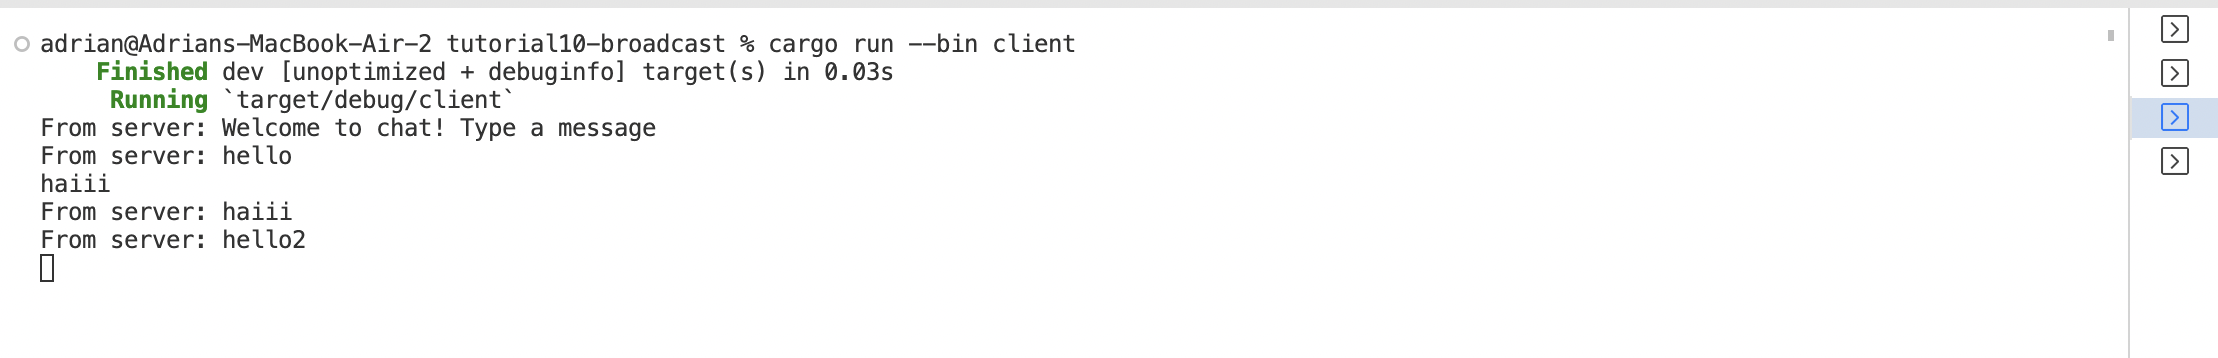 adrian@Adrians-MacBook-Air-2 tutorial10-broadcast % cargo run --bin client
Finished dev [unoptimized + debuginfo] target(s) in 0.03s
Running `target/debug/client`
From server: Welcome to chat! Type a message
From server: hello
haiii
From server: haiii
From server: hello2